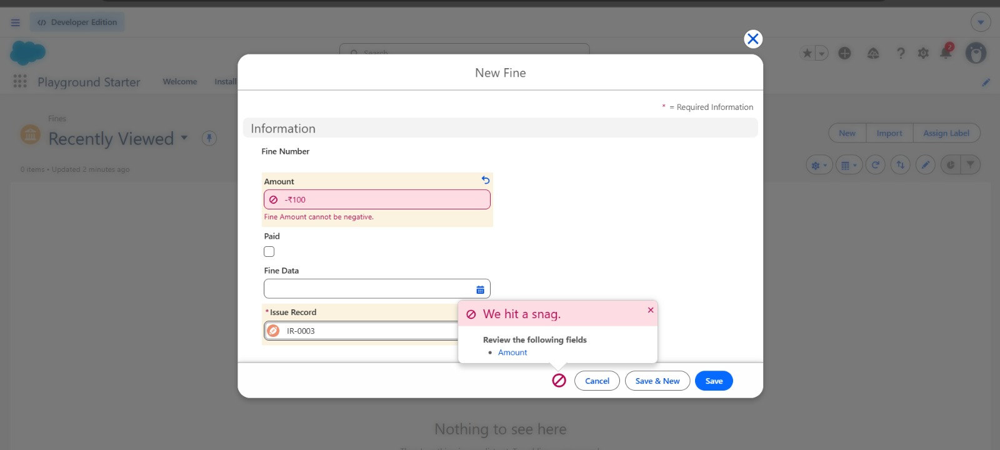 Developer Edition
Search...
2
Playground Starter
Welcome
Install
Fines
Recently Viewed
New
Import
Assign Label
0 items • Updated 2 minutes ago
New Fine
* = Required Information
Information
Fine Number
Amount
-₹100
Fine Amount cannot be negative.
Paid
Fine Data
*Issue Record
IR-0003
We hit a snag.
Review the following fields
• Amount
Cancel
Save & New
Save
Nothing to see here